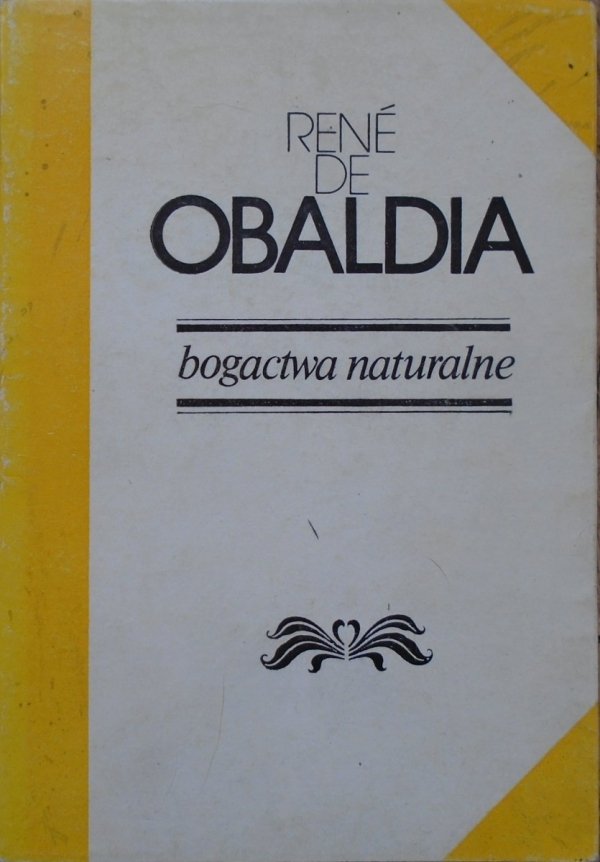 RENÉ
DE
OBALDIA
bogactwa naturalne